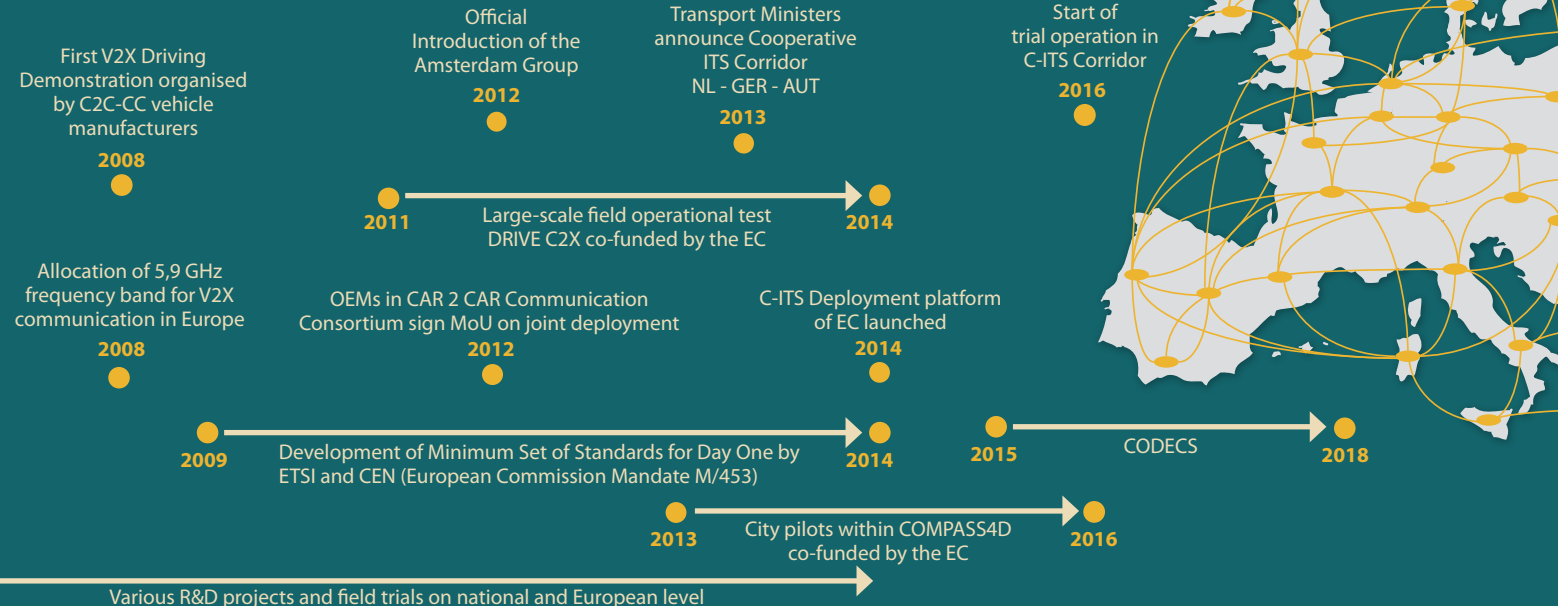 First V2X Driving
Demonstration organised
by C2C-CC vehicle
manufacturers
2008
Official
Introduction of the
Amsterdam Group
2012
Transport Ministers
announce Cooperative
ITS Corridor
NL - GER - AUT
2013
Start of
trial operation in
C-ITS Corridor
2016
2011
Large-scale field operational test
DRIVE C2X co-funded by the EC
2014
Allocation of 5,9 GHz
frequency band for V2X
communication in Europe
2008
OEMs in CAR 2 CAR Communication
Consortium sign MoU on joint deployment
2012
C-ITS Deployment platform
of EC launched
2014
2009
Development of Minimum Set of Standards for Day One by
ETSI and CEN (European Commission Mandate M/453)
2014
2015
CODECS
2018
2013
City pilots within COMPASS4D
co-funded by the EC
2016
Various R&D projects and field trials on national and European level